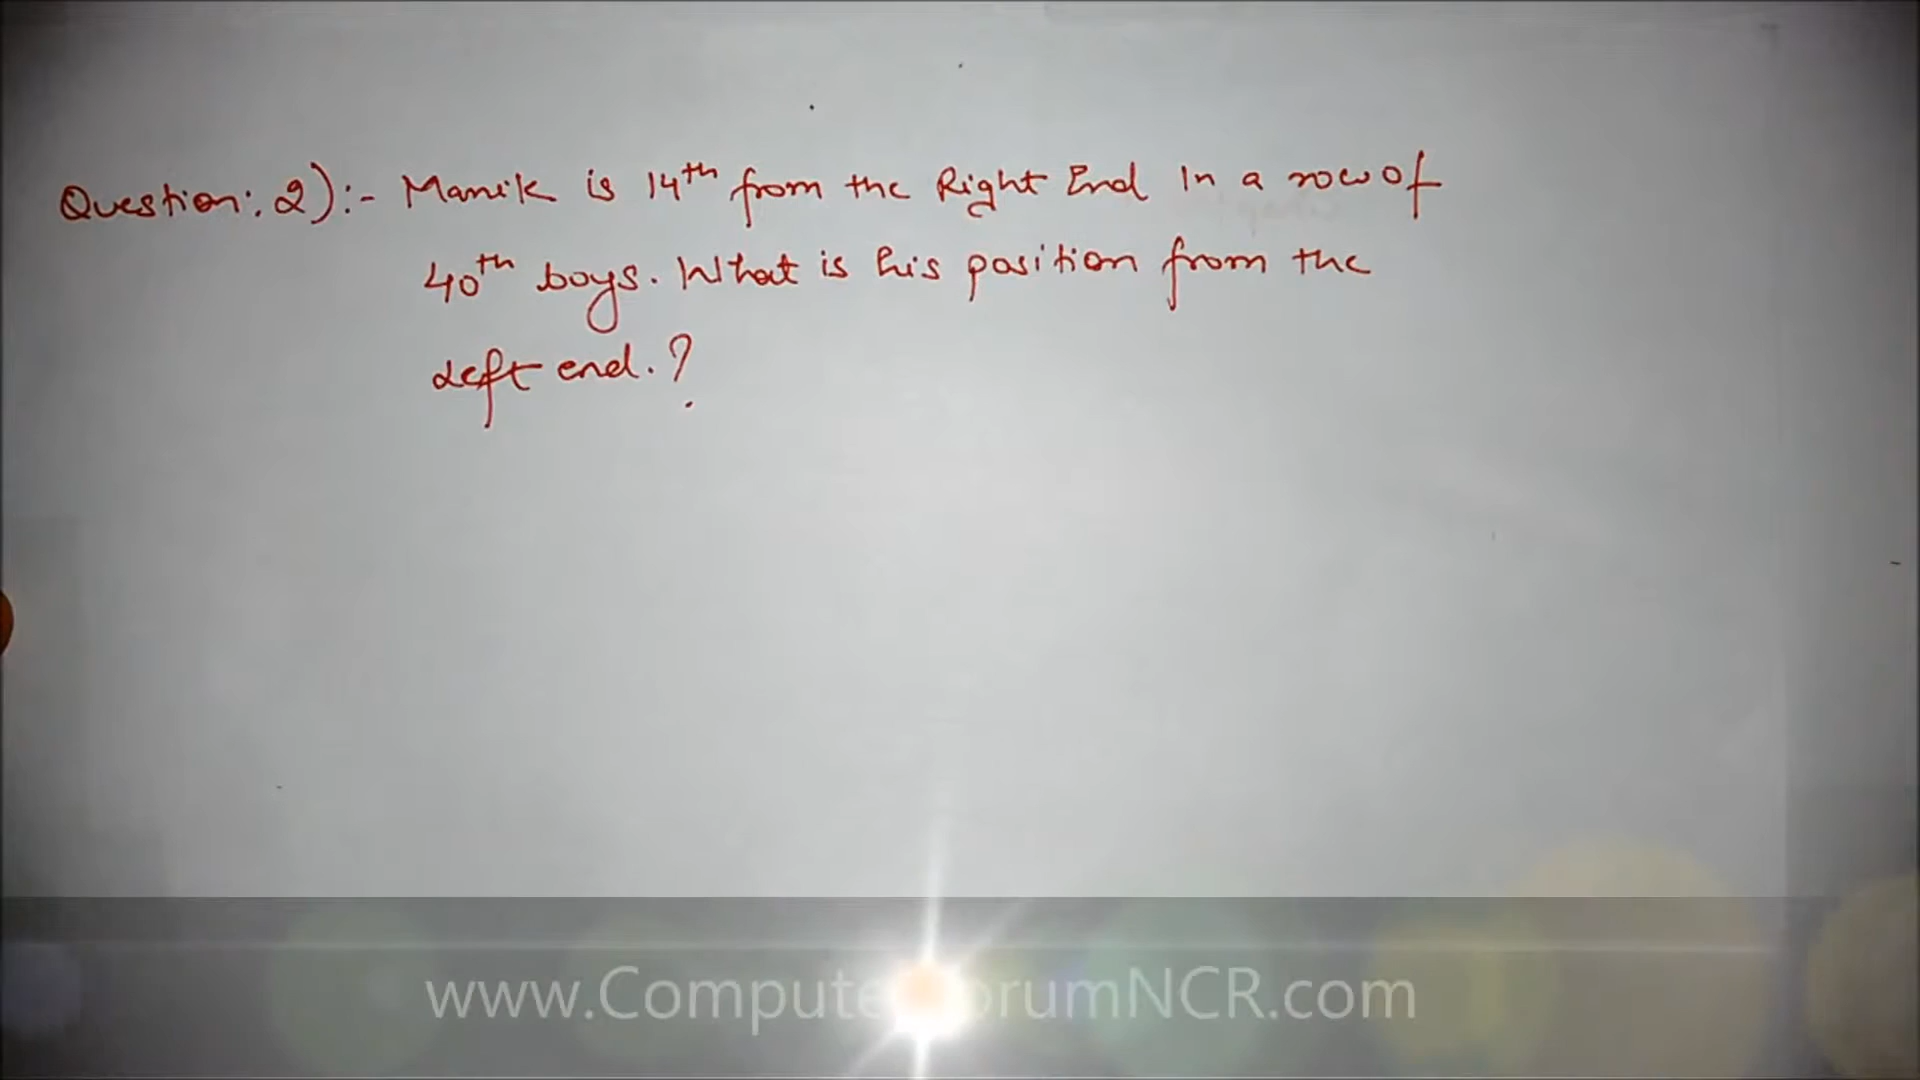 Question:. 2):- Manik is 14th from the Right End in a row of
40th boys. What is his position from the
Left end. ?
www.Compute orumNCR.com